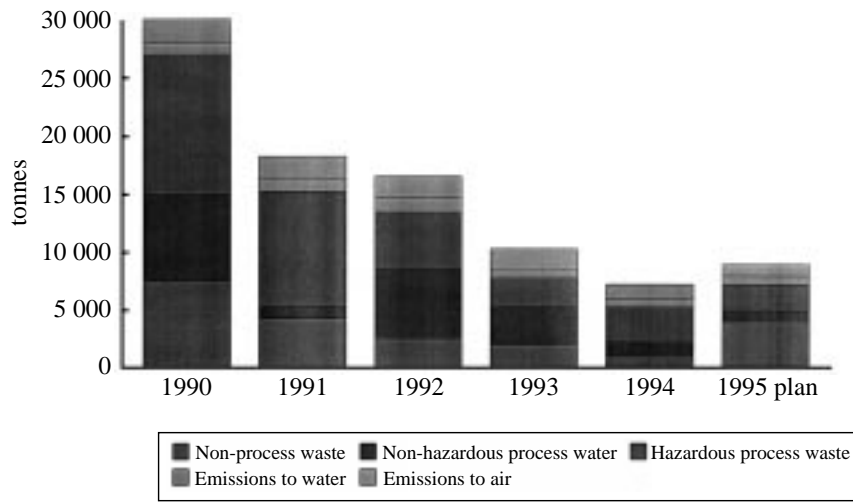 30 000
25 000
20 000
15 000
10 000
5 000
0
tonnes
1990 1991 1992 1993 1994 1995 plan
Non-process waste Non-hazardous process water Hazardous process waste
Emissions to water Emissions to air